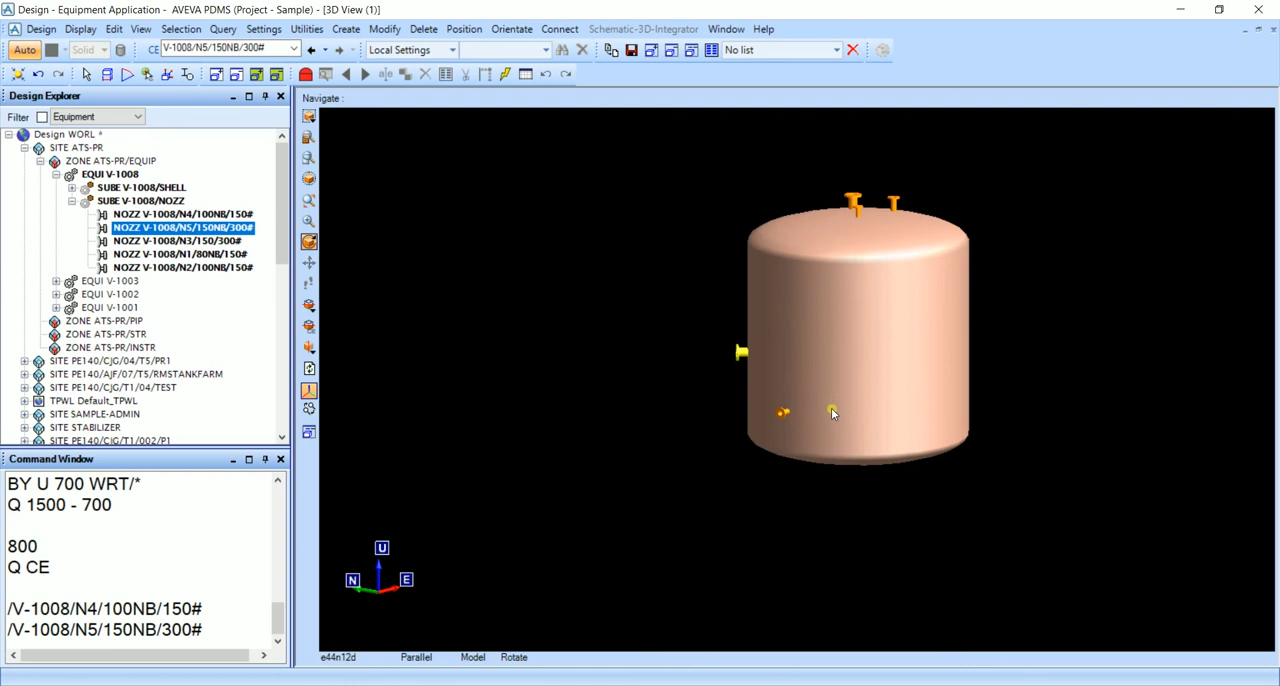 Design - Equipment Application - AVEVA PDMS (Project - Sample) - [3D View (1)]
Design Display Edit View Selection Query Settings Utilities Create Modify Delete Position Orientate Connect Schematic-3D-Integrator Window Help
Auto Solid CE V-1008/N5/150NB/300# Local Settings No list
Design Explorer
Navigate :
Filter Equipment
Design WORL *
SITE ATS-PR
ZONE ATS-PR/EQUIP
EQUI V-1008
SUBE V-1008/SHELL
SUBE V-1008/NOZZ
NOZZ V-1008/N4/100NB/150#
NOZZ V-1008/N5/150NB/300#
NOZZ V-1008/N3/150/300#
NOZZ V-1008/N1/80NB/150#
NOZZ V-1008/N2/100NB/150#
EQUI V-1003
EQUI V-1002
EQUI V-1001
ZONE ATS-PR/PIP
ZONE ATS-PR/STR
ZONE ATS-PR/INSTR
SITE PE140/CJG/04/T5/PR1
SITE PE140/AJF/07/T5/RMSTANKFARM
SITE PE140/CJG/T1/04/TEST
TPWL Default_TPWL
SITE SAMPLE-ADMIN
SITE STABILIZER
SITE PE140/CJG/T1/002/P1
Command Window
BY U 700 WRT/*
Q 1500 - 700
800
Q CE
/V-1008/N4/100NB/150#
/V-1008/N5/150NB/300#
U
N
E
e44n12d Parallel Model Rotate